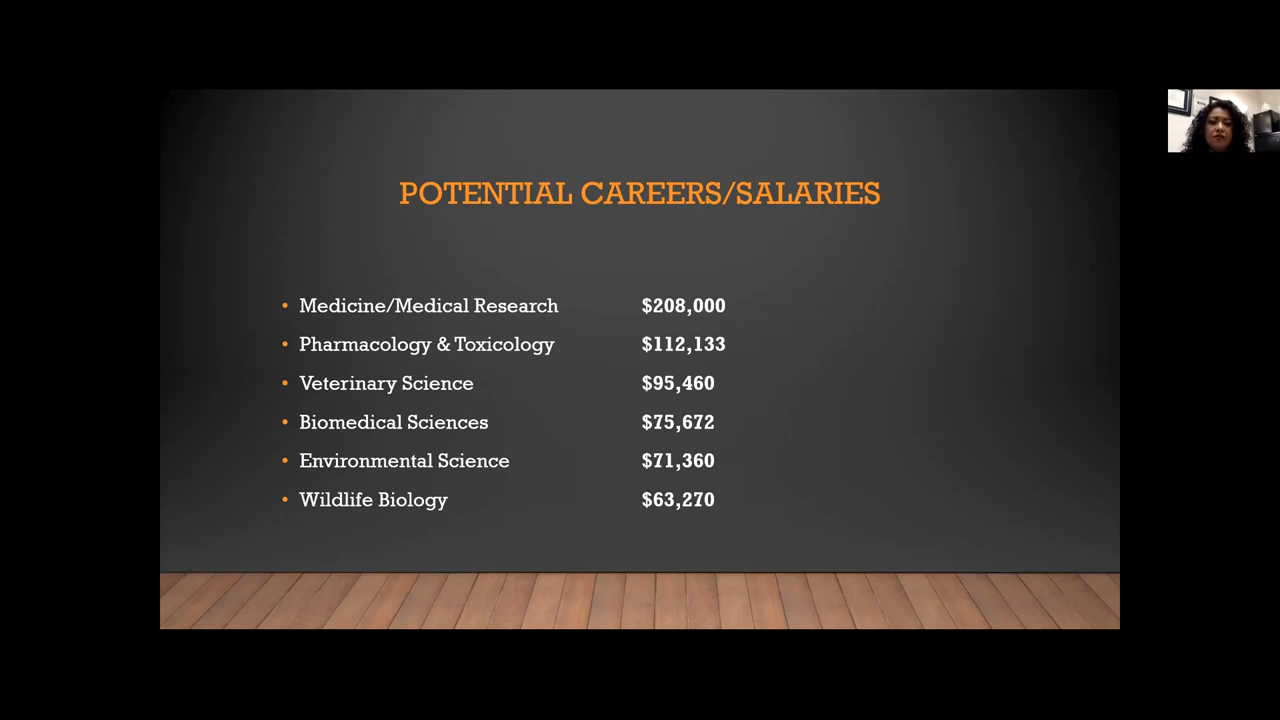 POTENTIAL CAREERS/SALARIES
• Medicine/Medical Research $208,000
• Pharmacology & Toxicology $112,133
• Veterinary Science $95,460
• Biomedical Sciences $75,672
• Environmental Science $71,360
• Wildlife Biology $63,270